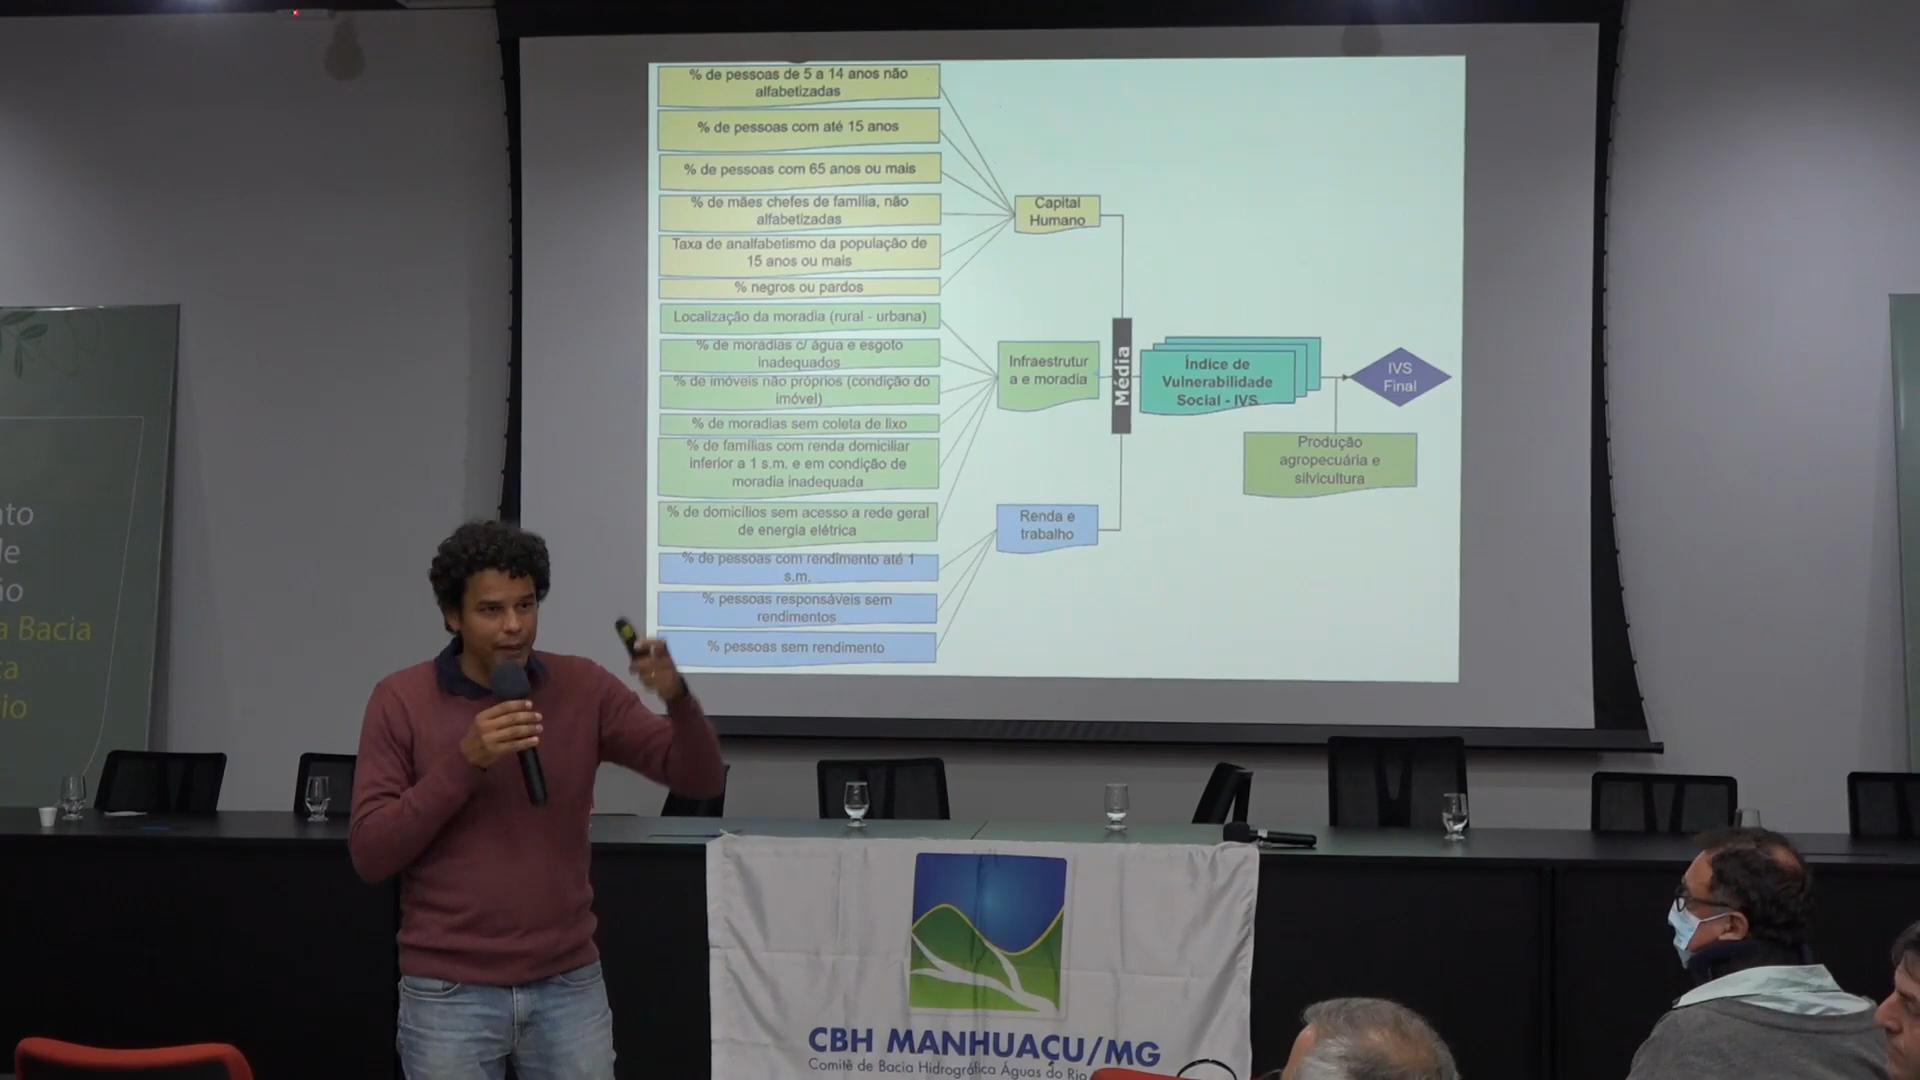 % de pessoas de 5 a 14 anos não
alfabetizadas
% de pessoas com até 15 anos
% de pessoas com 65 anos ou mais
% de mães chefes de família, não
alfabetizadas
Taxa de analfabetismo da população de
15 anos ou mais
% negros ou pardos
Localização da moradia (rural - urbana)
% de moradias c/ água e esgoto
inadequados
% de imóveis não próprios (condição do
imóvel)
% de moradias sem coleta de lixo
% de famílias com renda domiciliar
inferior a 1 s.m. e em condição de
moradia inadequada
% de domicílios sem acesso a rede geral
de energia elétrica
% de pessoas com rendimento até 1
s.m.
% pessoas responsáveis sem
rendimentos
% pessoas sem rendimento
Capital
Humano
Infraestrutur
a e moradia
Renda e
trabalho
Média
Índice de
Vulnerabilidade
Social - IVS
IVS
Final
Produção
agropecuária e
silvicultura
a Bacia
CBH MANHUAÇU/MG
Comitê de Bacia Hidrográfica Águas do Rio